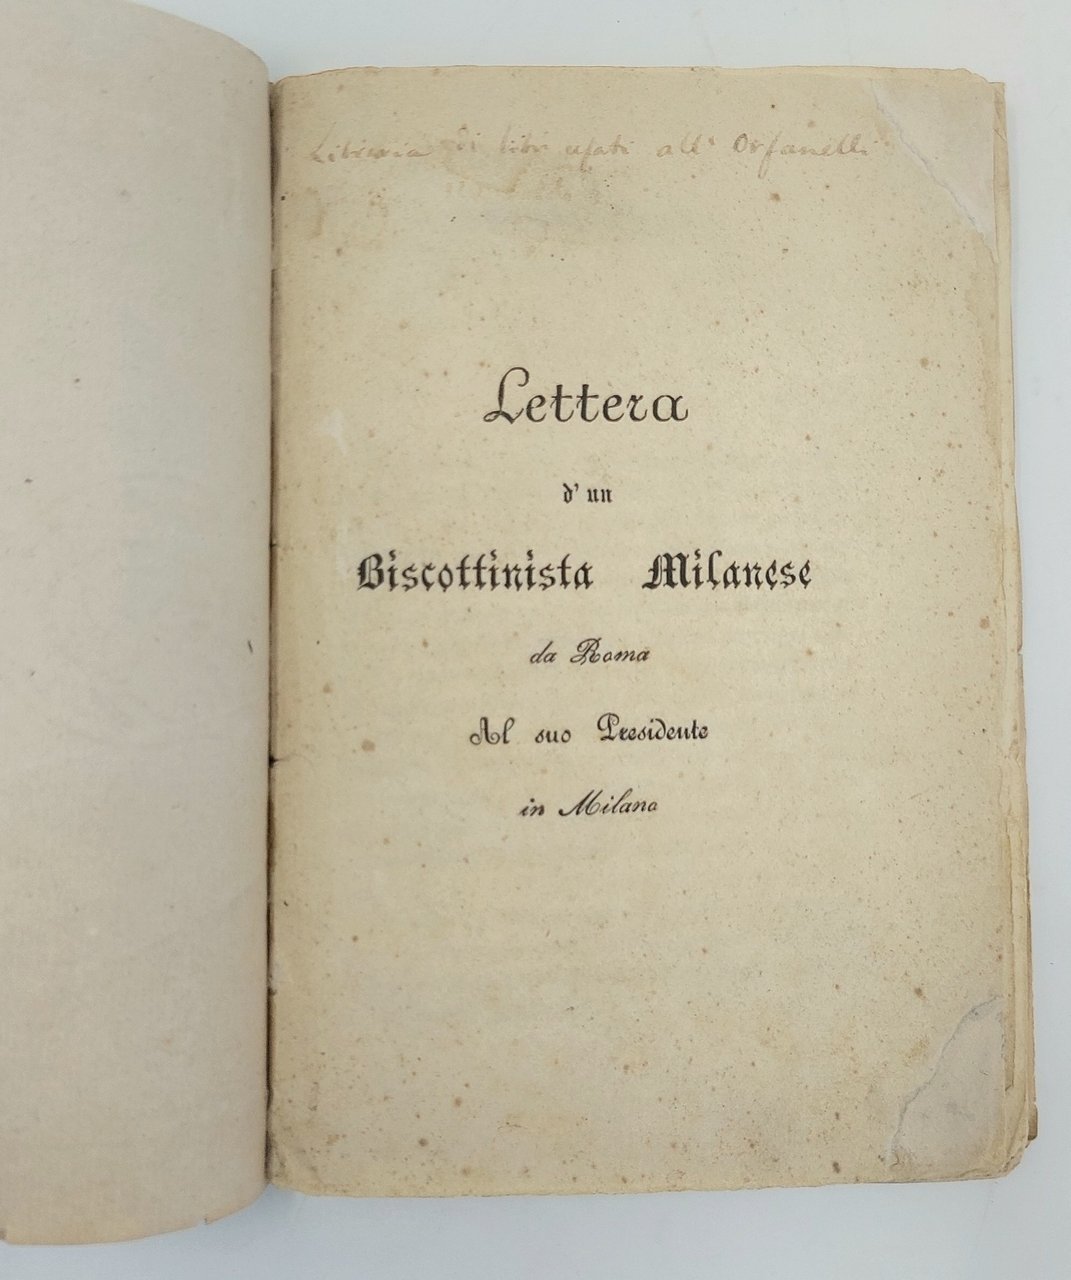 Libreria di libri usati all' Orfanelli
Lettera
d' un
Biscottinista Milanese
da Roma
Al suo Presidente
in Milano